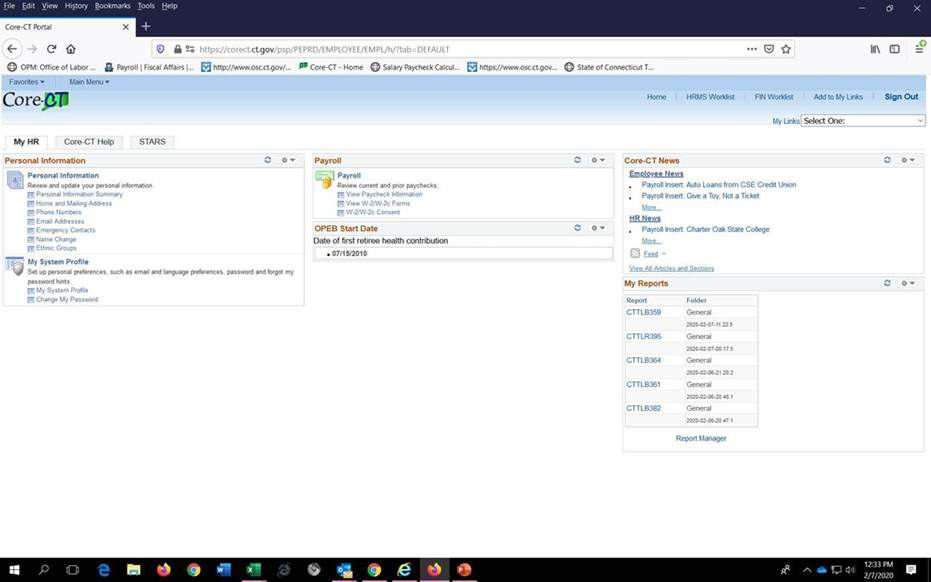 File Edit View History Bookmarks Tools Help
Core-CT Portal
https://corect.ct.gov/psp/PEPRD/EMPLOYEE/EMPL/h/?tab=DEFAULT
OPM: Office of Labor ... Payroll | Fiscal Affairs |... http://www.osc.ct.gov/... Core-CT - Home Salary Paycheck Calcul... https://www.osc.ct.gov... State of Connecticut T...
Favorites Main Menu
Core-CT
Home HRMS Worklist FIN Worklist Add to My Links Sign Out
My Links Select One:
My HR Core-CT Help STARS
Personal Information
Personal Information
Review and update your personal information.
Personal Information Summary
Home and Mailing Address
Phone Numbers
Email Addresses
Emergency Contacts
Name Change
Ethnic Groups
My System Profile
Set up personal preferences, such as email and language preferences, password and forgot my
password hints.
My System Profile
Change My Password
Payroll
Payroll
Review current and prior paychecks.
View Paycheck Information
View W-2/W-2c Forms
W-2/W-2c Consent
OPEB Start Date
Date of first retiree health contribution
07/15/2010
Core-CT News
Employee News
Payroll Insert: Auto Loans from CSE Credit Union
Payroll Insert: Give a Toy, Not a Ticket
More...
HR News
Payroll Insert: Charter Oak State College
More...
Feed
View All Articles and Sections
My Reports
Report Folder
CTTLB359 General
2020-02-07-11.22.5
CTTLR395 General
2020-02-07-00.17.5
CTTLB364 General
2020-02-06-21.28.2
CTTLB361 General
2020-02-06-20.48.1
CTTLB382 General
2020-02-06-20.47.1
Report Manager
12:33 PM
2/7/2020